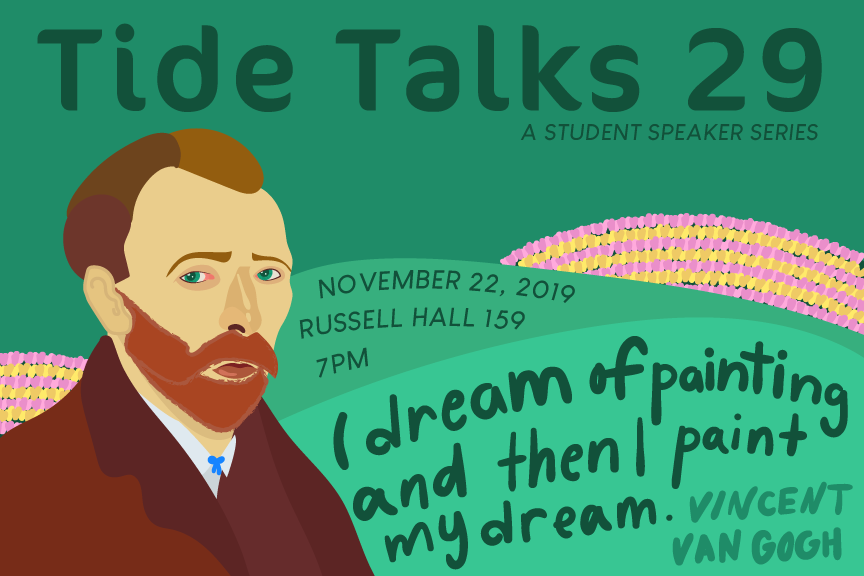 Tide Talks 29
A STUDENT SPEAKER SERIES
NOVEMBER 22, 2019
RUSSELL HALL 159
7PM
I dream of painting
and then I paint
my dream.
VINCENT
VAN GOGH